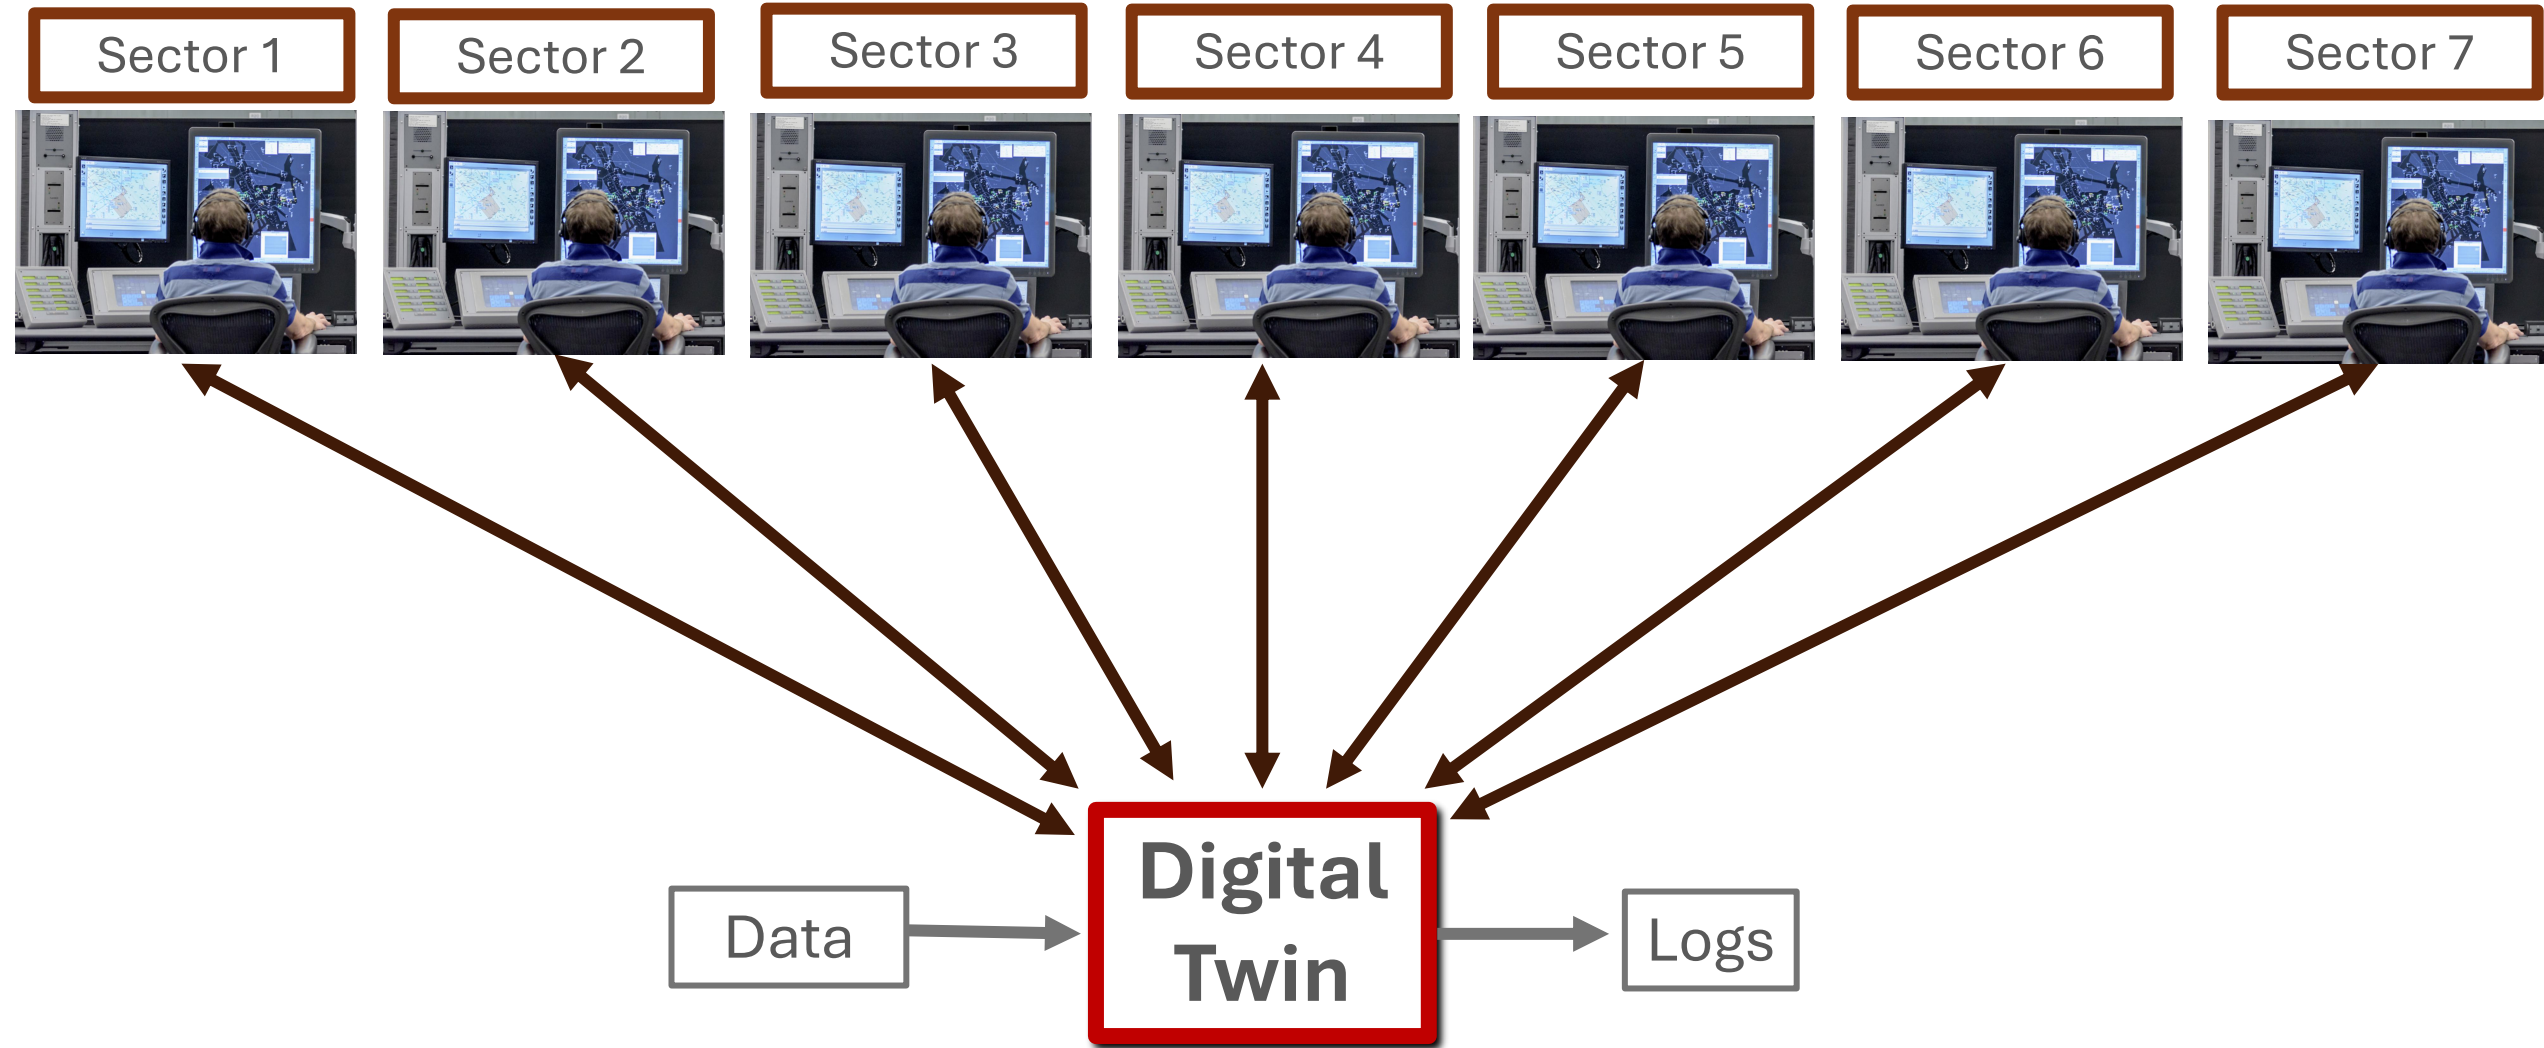 Sector 1
Sector 2
Sector 3
Sector 4
Sector 5
Sector 6
Sector 7
Data
Digital
Twin
Logs